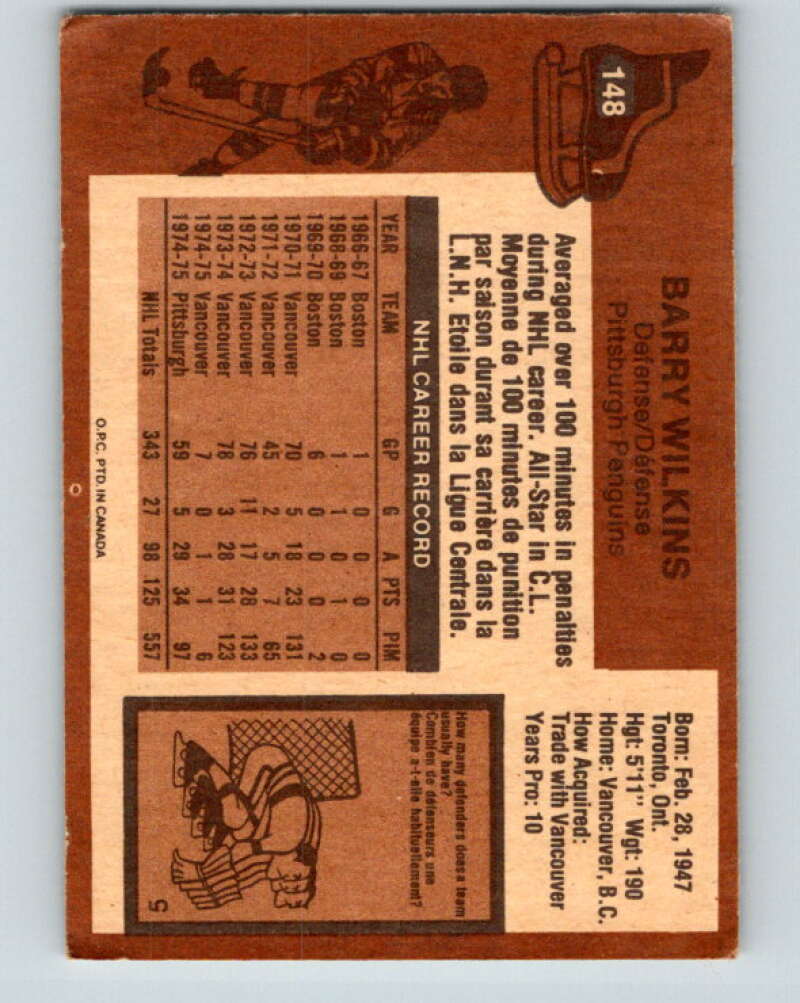 148
BARRY WILKINS
Defense/Défense
Pittsburgh Penguins
Born: Feb. 28, 1947
Toronto, Ont.
Hgt: 5'11" Wgt: 190
Home: Vancouver, B.C.
How Acquired:
Trade with Vancouver
Years Pro: 10
Averaged over 100 minutes in penalties
during NHL career. All-Star in C.L.
Moyenne de 100 minutes de punition
par saison durant sa carrière dans la
L.N.H. Etoile dans la Ligue Centrale.
NHL CAREER RECORD
YEAR TEAM GP G A PTS PIM
1966-67 Boston 1 0 0 0 0
1968-69 Boston 1 1 0 1 0
1969-70 Boston 6 0 0 0 2
1970-71 Vancouver 70 5 18 23 131
1971-72 Vancouver 45 2 5 7 65
1972-73 Vancouver 76 11 17 28 133
1973-74 Vancouver 78 3 28 31 123
1974-75 Vancouver 7 0 1 1 6
1974-75 Pittsburgh 59 5 29 34 97
NHL Totals 343 27 98 125 557
How many defenders does a team
usually have?
Combien de défenseurs une
équipe a-t-elle habituellement?
5
O.P.C. PTD. IN CANADA